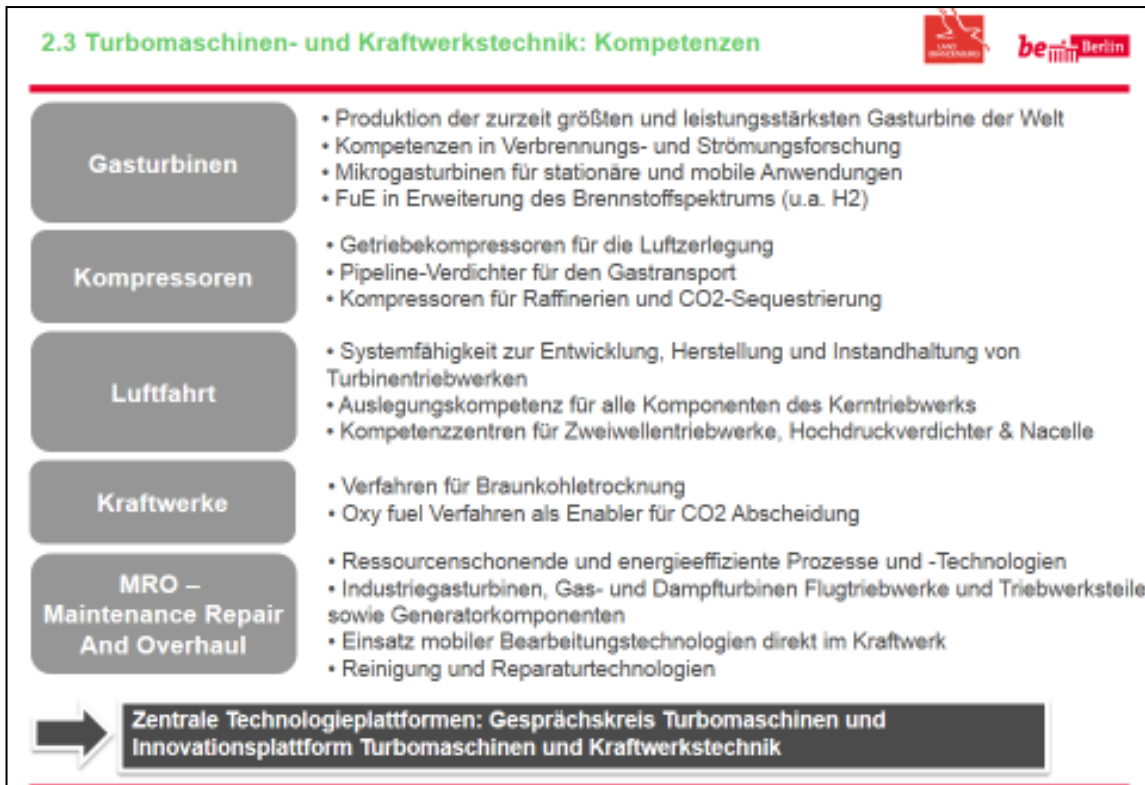 2.3 Turbomaschinen- und Kraftwerkstechnik: Kompetenzen
LAND
BRANDENBURG
be Berlin
Gasturbinen
• Produktion der zurzeit größten und leistungsstärksten Gasturbine der Welt
• Kompetenzen in Verbrennungs- und Strömungsforschung
• Mikrogasturbinen für stationäre und mobile Anwendungen
• FuE in Erweiterung des Brennstoffspektrums (u.a. H2)
Kompressoren
• Getriebekompressoren für die Luftzerlegung
• Pipeline-Verdichter für den Gastransport
• Kompressoren für Raffinerien und CO2-Sequestrierung
Luftfahrt
• Systemfähigkeit zur Entwicklung, Herstellung und Instandhaltung von
Turbinentriebwerken
• Auslegungskompetenz für alle Komponenten des Kerntriebwerks
• Kompetenzzentren für Zweiwellentriebwerke, Hochdruckverdichter & Nacelle
Kraftwerke
• Verfahren für Braunkohletrocknung
• Oxy fuel Verfahren als Enabler für CO2 Abscheidung
MRO –
Maintenance Repair
And Overhaul
• Ressourcenschonende und energieeffiziente Prozesse und -Technologien
• Industriegasturbinen, Gas- und Dampfturbinen Flugtriebwerke und Triebwerksteile
sowie Generatorkomponenten
• Einsatz mobiler Bearbeitungstechnologien direkt im Kraftwerk
• Reinigung und Reparaturtechnologien
Zentrale Technologieplattformen: Gesprächskreis Turbomaschinen und
Innovationsplattform Turbomaschinen und Kraftwerkstechnik